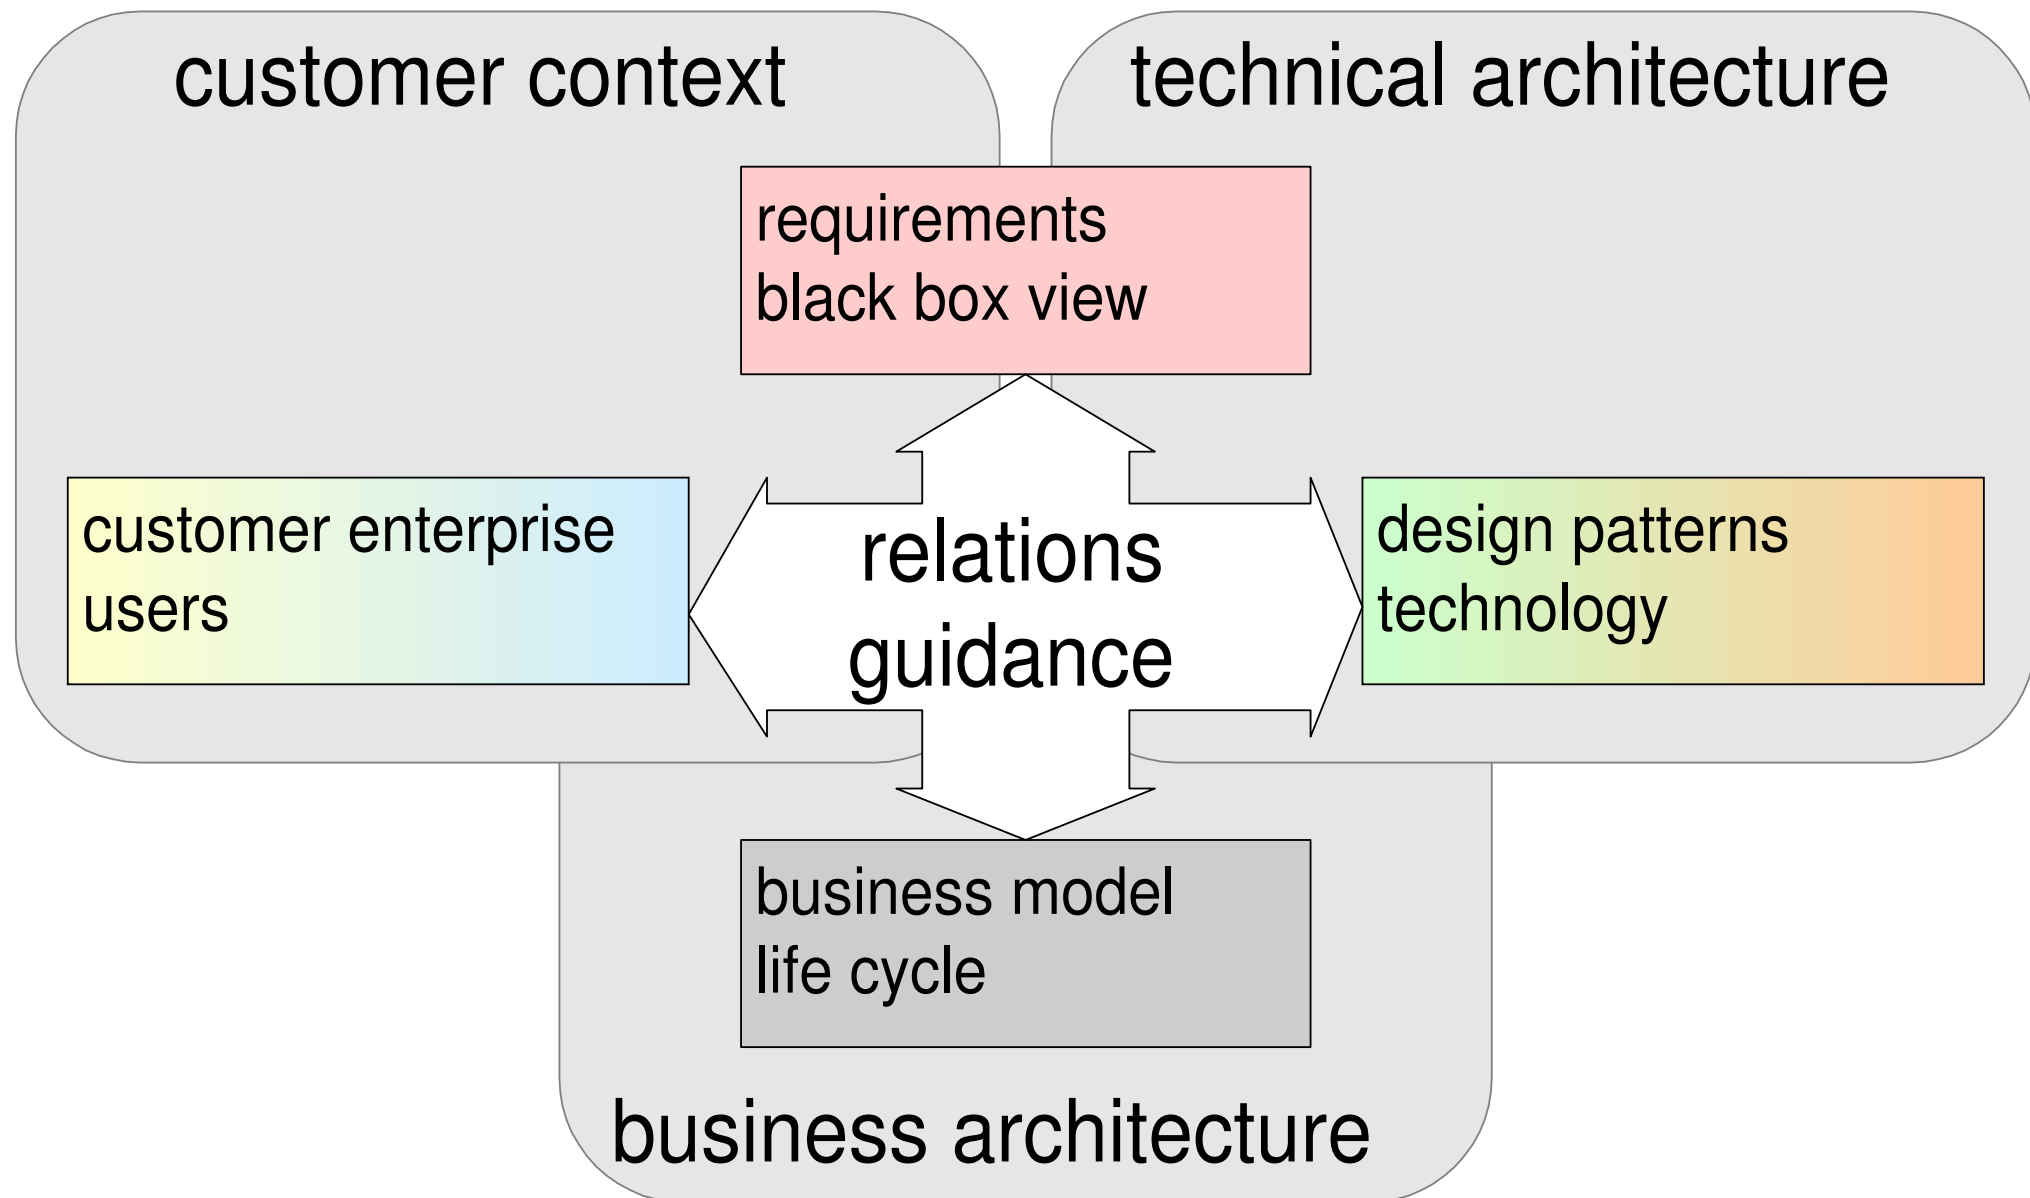 customer context
technical architecture
requirements
black box view
customer enterprise
users
relations
guidance
design patterns
technology
business model
life cycle
business architecture